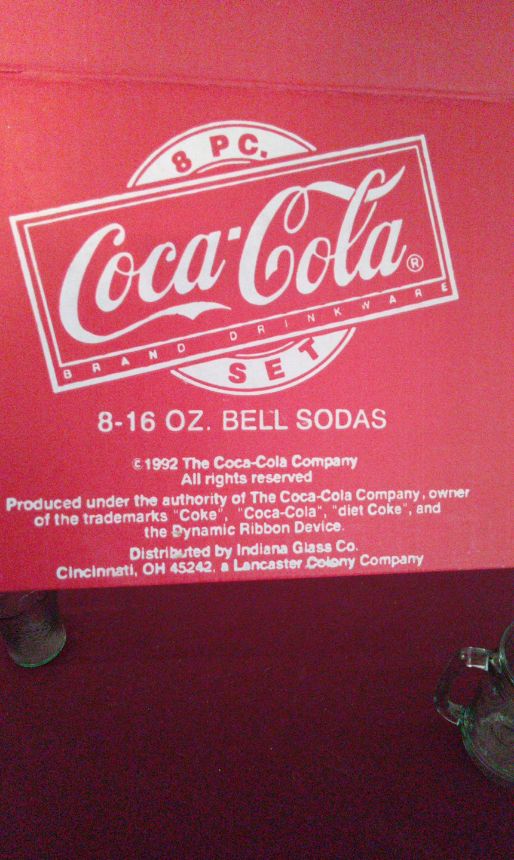 8 PC.
Coca-Cola®
BRAND DRINKWARE
SET
8-16 OZ. BELL SODAS
©1992 The Coca-Cola Company
All rights reserved
Produced under the authority of The Coca-Cola Company, owner
of the trademarks "Coke", "Coca-Cola", "diet Coke", and
the Dynamic Ribbon Device.
Distributed by Indiana Glass Co.
Cincinnati, OH 45242. a Lancaster Colony Company